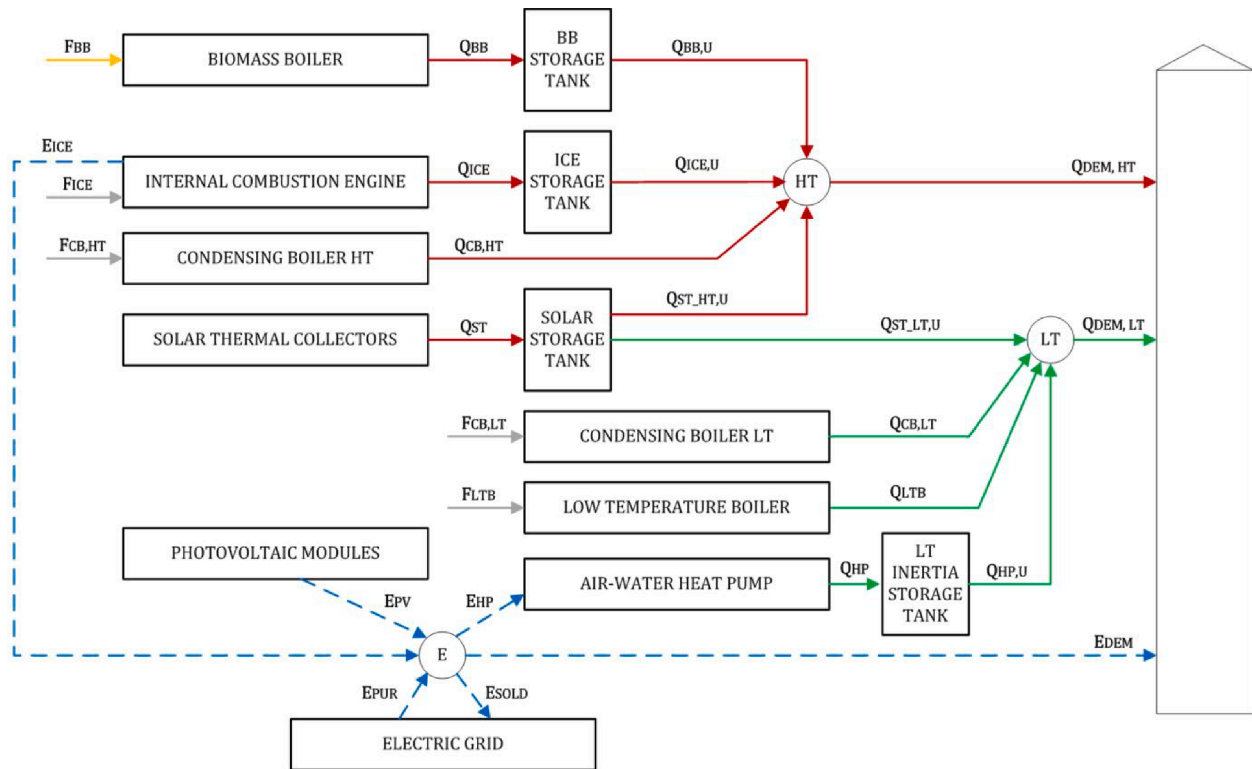 FBB
BIOMASS BOILER
QBB
BB
STORAGE
TANK
QBB,U
EICE
FICE
INTERNAL COMBUSTION ENGINE
QICE
ICE
STORAGE
TANK
QICE,U
HT
QDEM, HT
FCB,HT
CONDENSING BOILER HT
QCB,HT
SOLAR THERMAL COLLECTORS
QST
SOLAR
STORAGE
TANK
QST_HT,U
QST_LT,U
LT
QDEM, LT
FCB,LT
CONDENSING BOILER LT
QCB,LT
FLTB
LOW TEMPERATURE BOILER
QLTB
PHOTOVOLTAIC MODULES
EPV
EHP
AIR-WATER HEAT PUMP
QHP
LT
INERTIA
STORAGE
TANK
QHP,U
E
EDEM
EPUR
ESOLD
ELECTRIC GRID